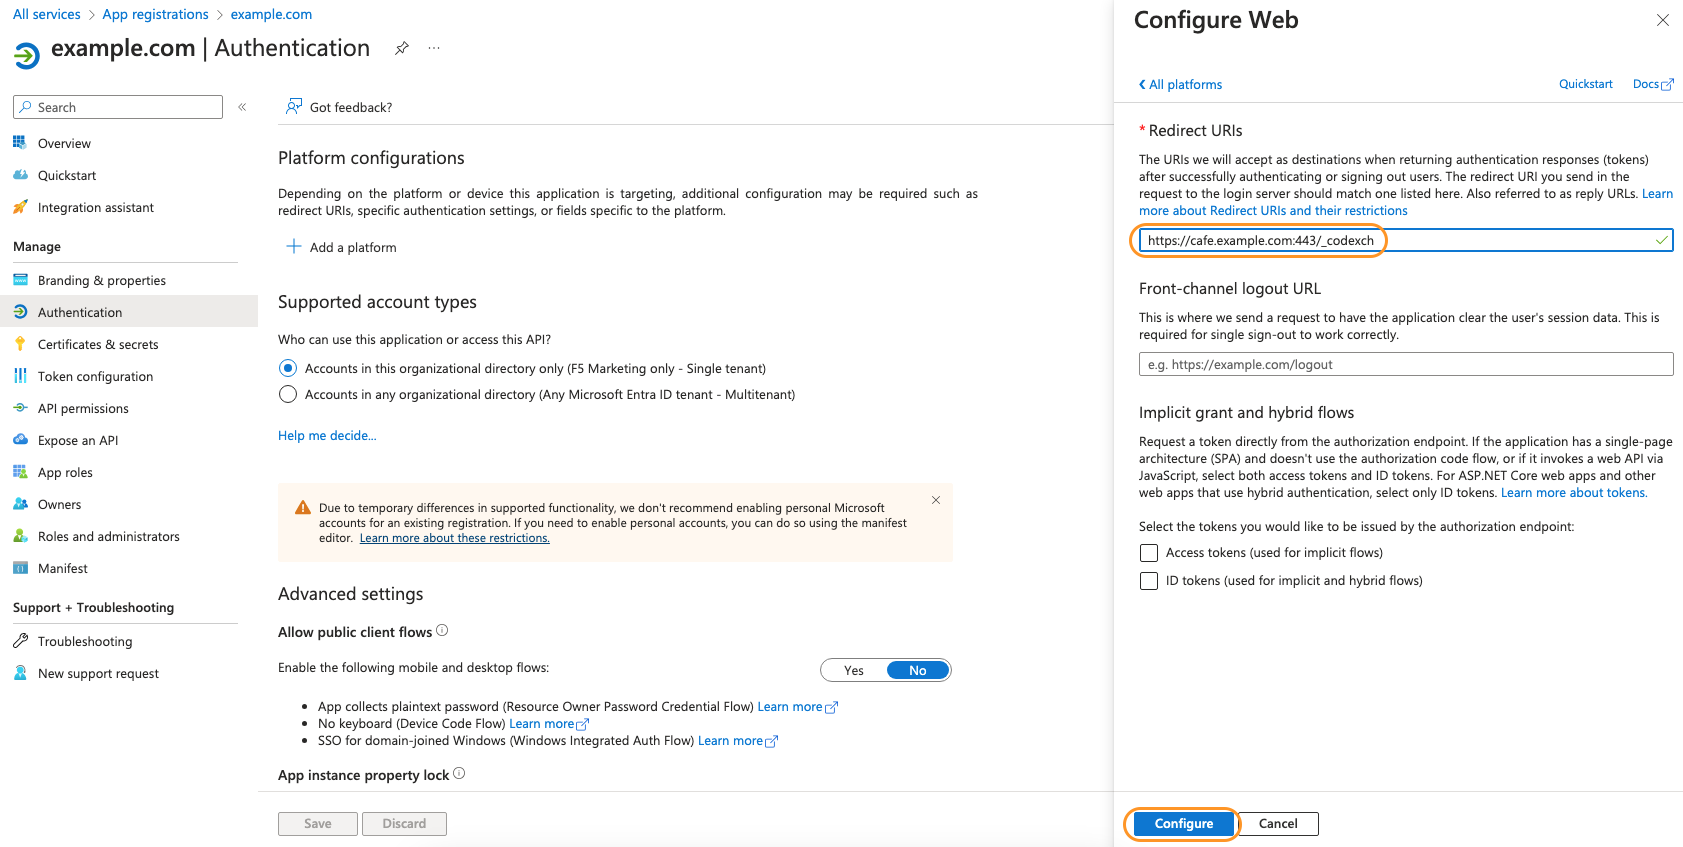 All services > App registrations > example.com
example.com | Authentication
Search
Overview
Quickstart
Integration assistant
Manage
Branding & properties
Authentication
Certificates & secrets
Token configuration
API permissions
Expose an API
App roles
Owners
Roles and administrators
Manifest
Support + Troubleshooting
Troubleshooting
New support request
Got feedback?
Platform configurations
Depending on the platform or device this application is targeting, additional configuration may be required such as
redirect URIs, specific authentication settings, or fields specific to the platform.
Add a platform
Supported account types
Who can use this application or access this API?
Accounts in this organizational directory only (F5 Marketing only - Single tenant)
Accounts in any organizational directory (Any Microsoft Entra ID tenant - Multitenant)
Help me decide...
Due to temporary differences in supported functionality, we don't recommend enabling personal Microsoft
accounts for an existing registration. If you need to enable personal accounts, you can do so using the manifest
editor. Learn more about these restrictions.
Advanced settings
Allow public client flows
Enable the following mobile and desktop flows:
Yes No
• App collects plaintext password (Resource Owner Password Credential Flow) Learn more
• No keyboard (Device Code Flow) Learn more
• SSO for domain-joined Windows (Windows Integrated Auth Flow) Learn more
App instance property lock
Save Discard
Configure Web
All platforms
Quickstart Docs
* Redirect URIs
The URIs we will accept as destinations when returning authentication responses (tokens)
after successfully authenticating or signing out users. The redirect URI you send in the
request to the login server should match one listed here. Also referred to as reply URLs. Learn
more about Redirect URIs and their restrictions
https://cafe.example.com:443/_codexch
Front-channel logout URL
This is where we send a request to have the application clear the user's session data. This is
required for single sign-out to work correctly.
e.g. https://example.com/logout
Implicit grant and hybrid flows
Request a token directly from the authorization endpoint. If the application has a single-page
architecture (SPA) and doesn't use the authorization code flow, or if it invokes a web API via
JavaScript, select both access tokens and ID tokens. For ASP.NET Core web apps and other
web apps that use hybrid authentication, select only ID tokens. Learn more about tokens.
Select the tokens you would like to be issued by the authorization endpoint:
Access tokens (used for implicit flows)
ID tokens (used for implicit and hybrid flows)
Configure Cancel